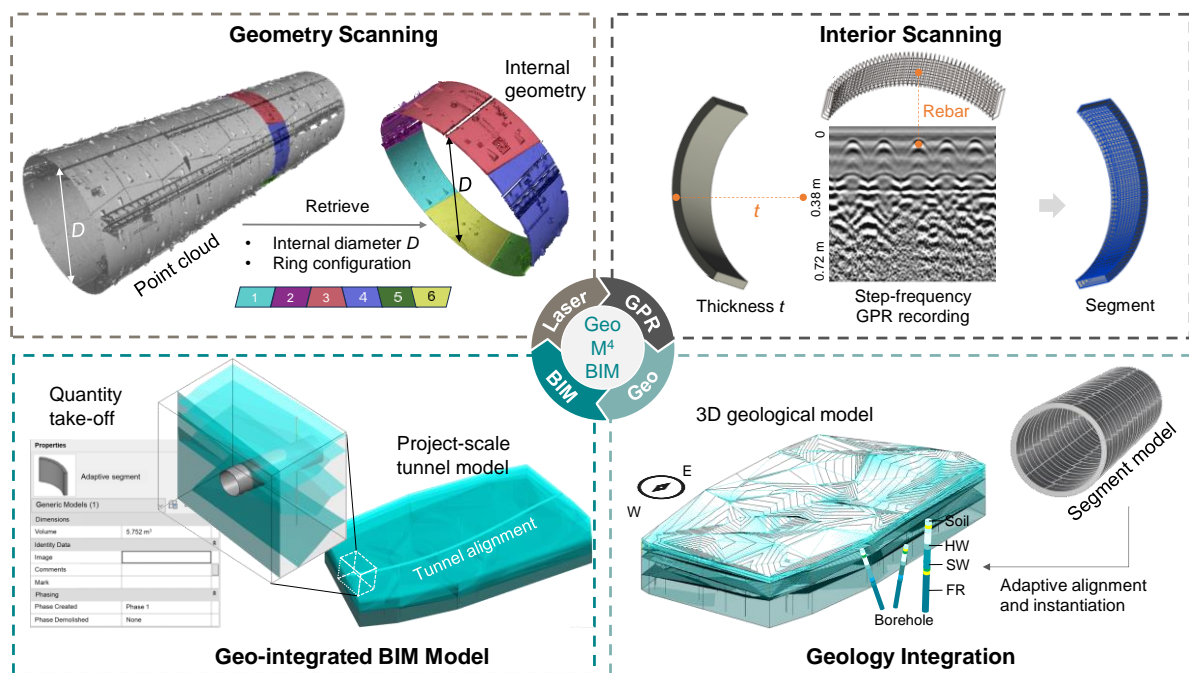 Geometry Scanning
Internal
geometry
D
D
Point cloud
Retrieve
• Internal diameter D
• Ring configuration
1 2 3 4 5 6
Interior Scanning
Rebar
0
0.38 m
0.72 m
t
Thickness t
Step-frequency
GPR recording
Segment
Laser
GPR
BIM
Geo
Geo
M⁴
BIM
Quantity
take-off
Properties
Adaptive segment
Generic Models (1)
Dimensions
Volume 5.752 m³
Identity Data
Image
Comments
Mark
Phasing
Phase Created Phase 1
Phase Demolished None
Project-scale
tunnel model
Tunnel alignment
Geo-integrated BIM Model
3D geological model
E
W
Segment model
Soil
HW
SW
FR
Borehole
Adaptive alignment
and instantiation
Geology Integration